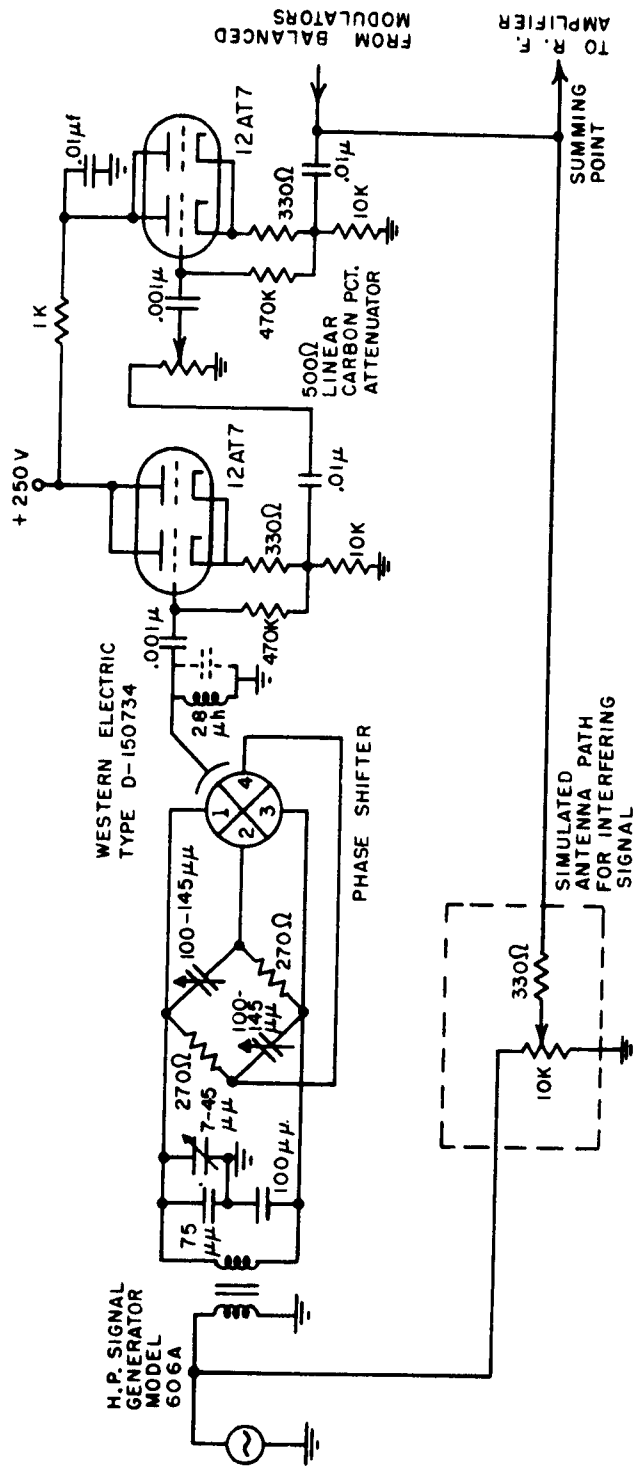 H.P. SIGNAL
GENERATOR
MODEL
606A
75
μμ
7-45
μμ
100μμ
270Ω
100-145μμ
100-
145
μμ
270Ω
WESTERN ELECTRIC
TYPE D-150734
1
2
3
4
PHASE SHIFTER
28
μh
.001μ
+250V
12AT7
470K
330Ω
10K
.01μ
1K
500Ω
LINEAR
CARBON PCT.
ATTENUATOR
.001μ
.01μf
12AT7
470K
330Ω
10K
.01μ
FROM BALANCED
MODULATORS
TO R. F.
AMPLIFIER
SUMMING
POINT
SIMULATED
ANTENNA PATH
FOR INTERFERING
SIGNAL
330Ω
10K